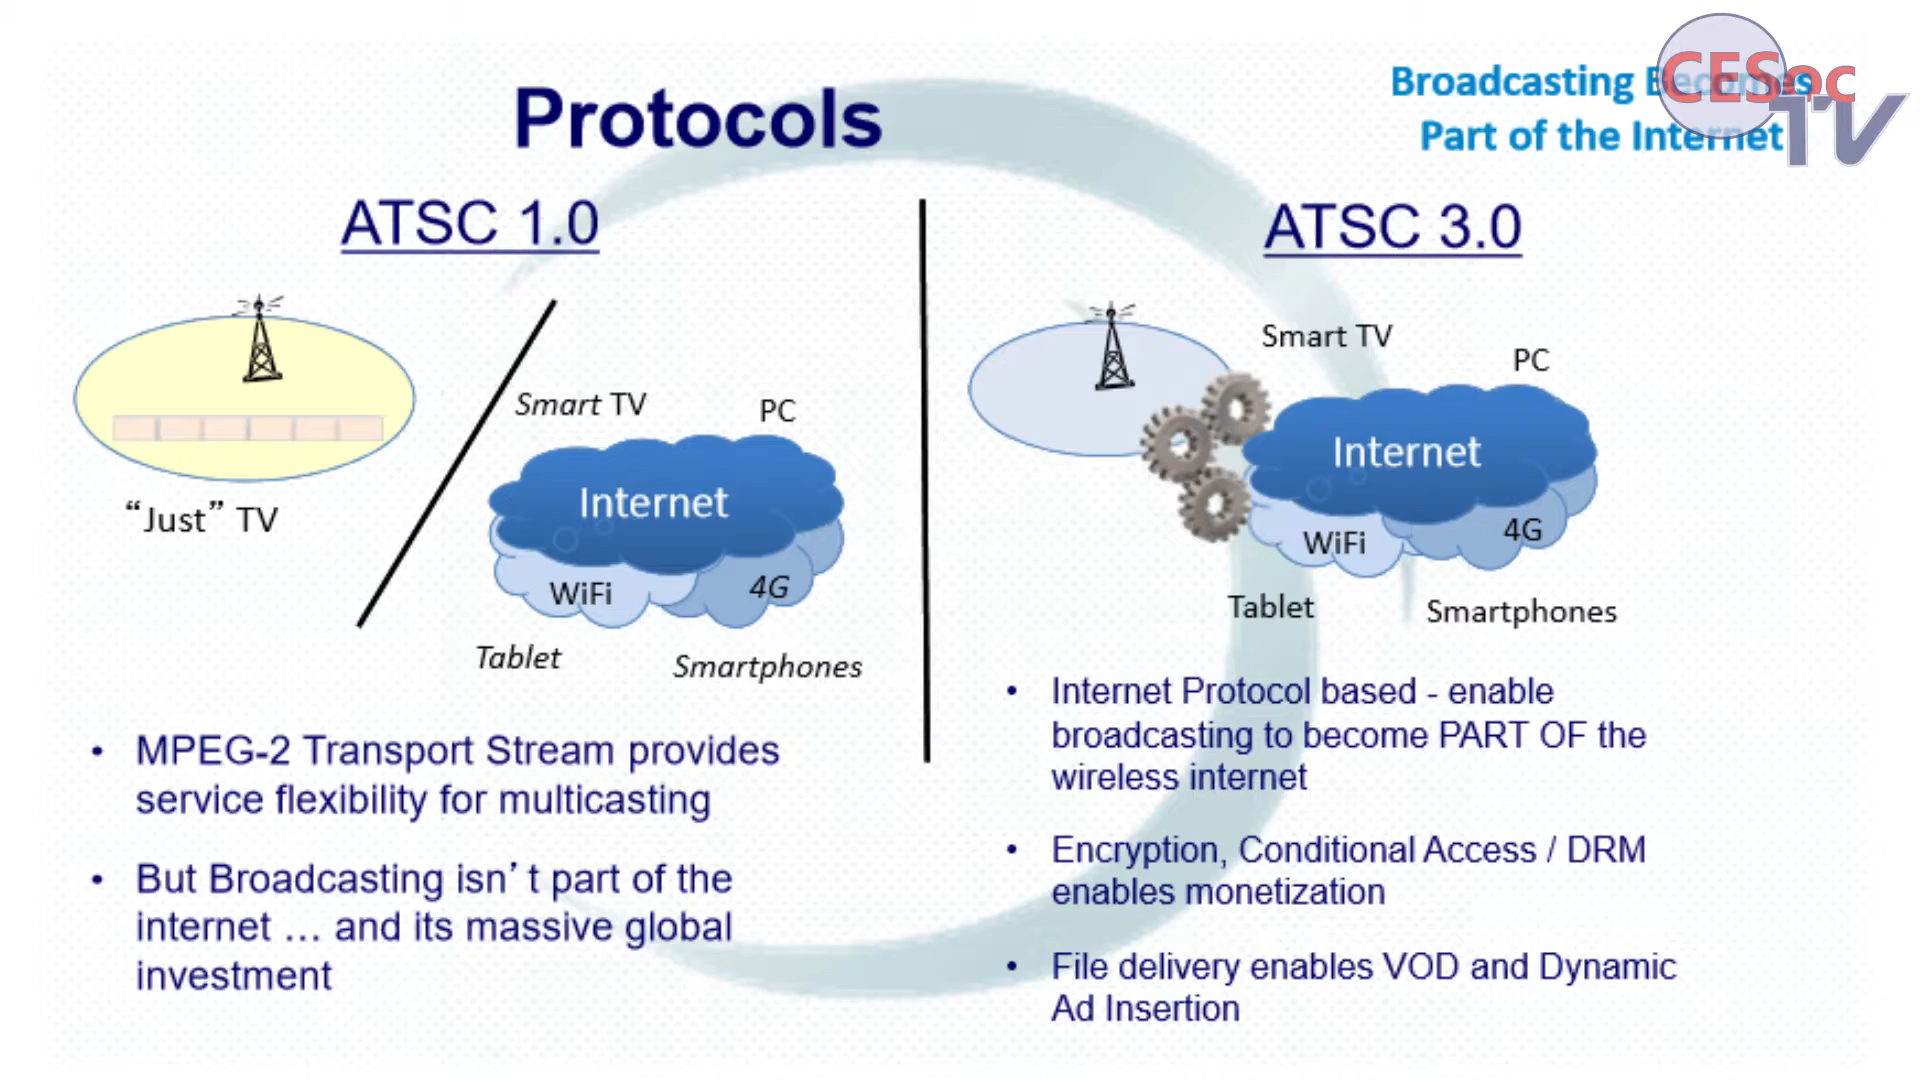 Protocols
Broadcasting Becomes
Part of the Internet
CESoc
TV
ATSC 1.0
"Just" TV
Smart TV
PC
Internet
WiFi
4G
Tablet
Smartphones
• MPEG-2 Transport Stream provides
service flexibility for multicasting
• But Broadcasting isn't part of the
internet … and its massive global
investment
ATSC 3.0
Smart TV
PC
Internet
WiFi
4G
Tablet
Smartphones
• Internet Protocol based - enable
broadcasting to become PART OF the
wireless internet
• Encryption, Conditional Access / DRM
enables monetization
• File delivery enables VOD and Dynamic
Ad Insertion